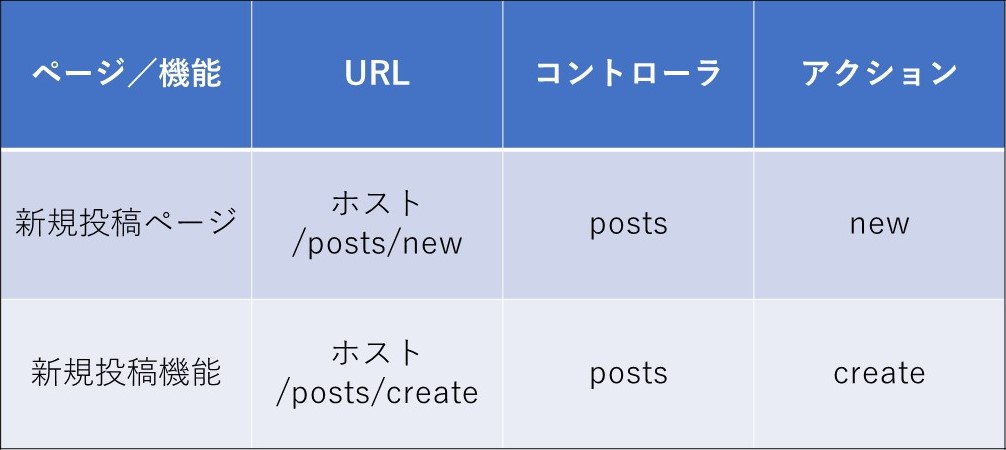 ページ／機能
URL
コントローラ
アクション
新規投稿ページ
ホスト
/posts/new
posts
new
新規投稿機能
ホスト
/posts/create
posts
create